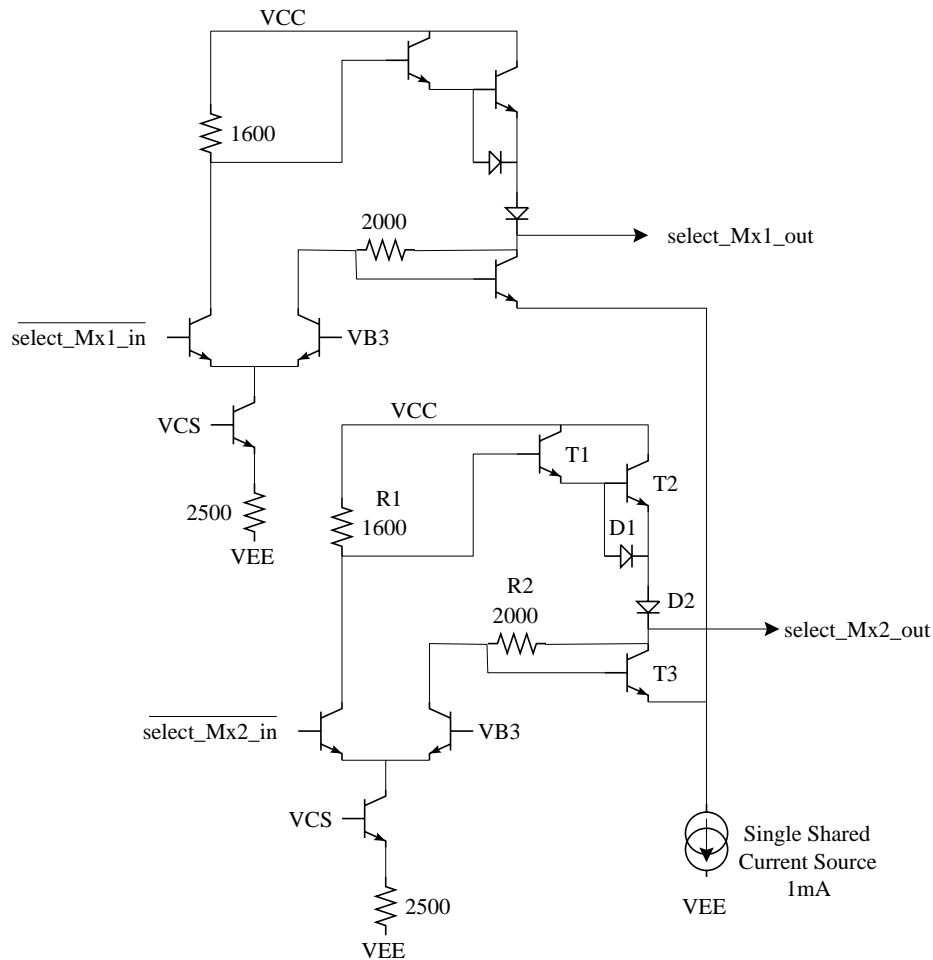 VCC
1600
2000
select_Mx1_out
select_Mx1_in
VB3
VCS
VCC
T1
T2
2500
R1
1600
D1
VEE
R2
D2
2000
select_Mx2_out
T3
select_Mx2_in
VB3
VCS
Single Shared
Current Source
1mA
2500
VEE
VEE